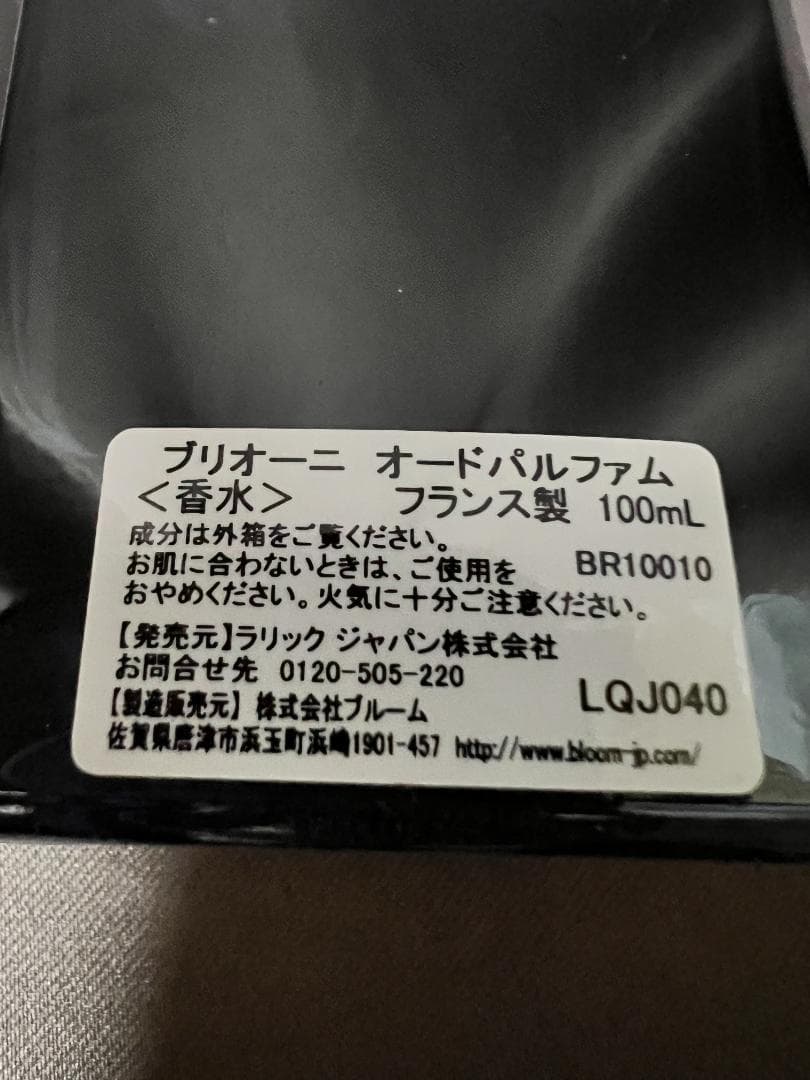 ブリオーニ オードパルファム
＜香水＞ フランス製 100mL
成分は外箱をご覧ください。
お肌に合わないときは、ご使用を BR10010
おやめください。火気に十分ご注意ください。
【発売元】ラリック ジャパン株式会社
お問合せ先 0120-505-220
【製造販売元】 株式会社ブルーム LQJ040
佐賀県唐津市浜玉町浜崎1901-457 http://www.bloom-jp.com/